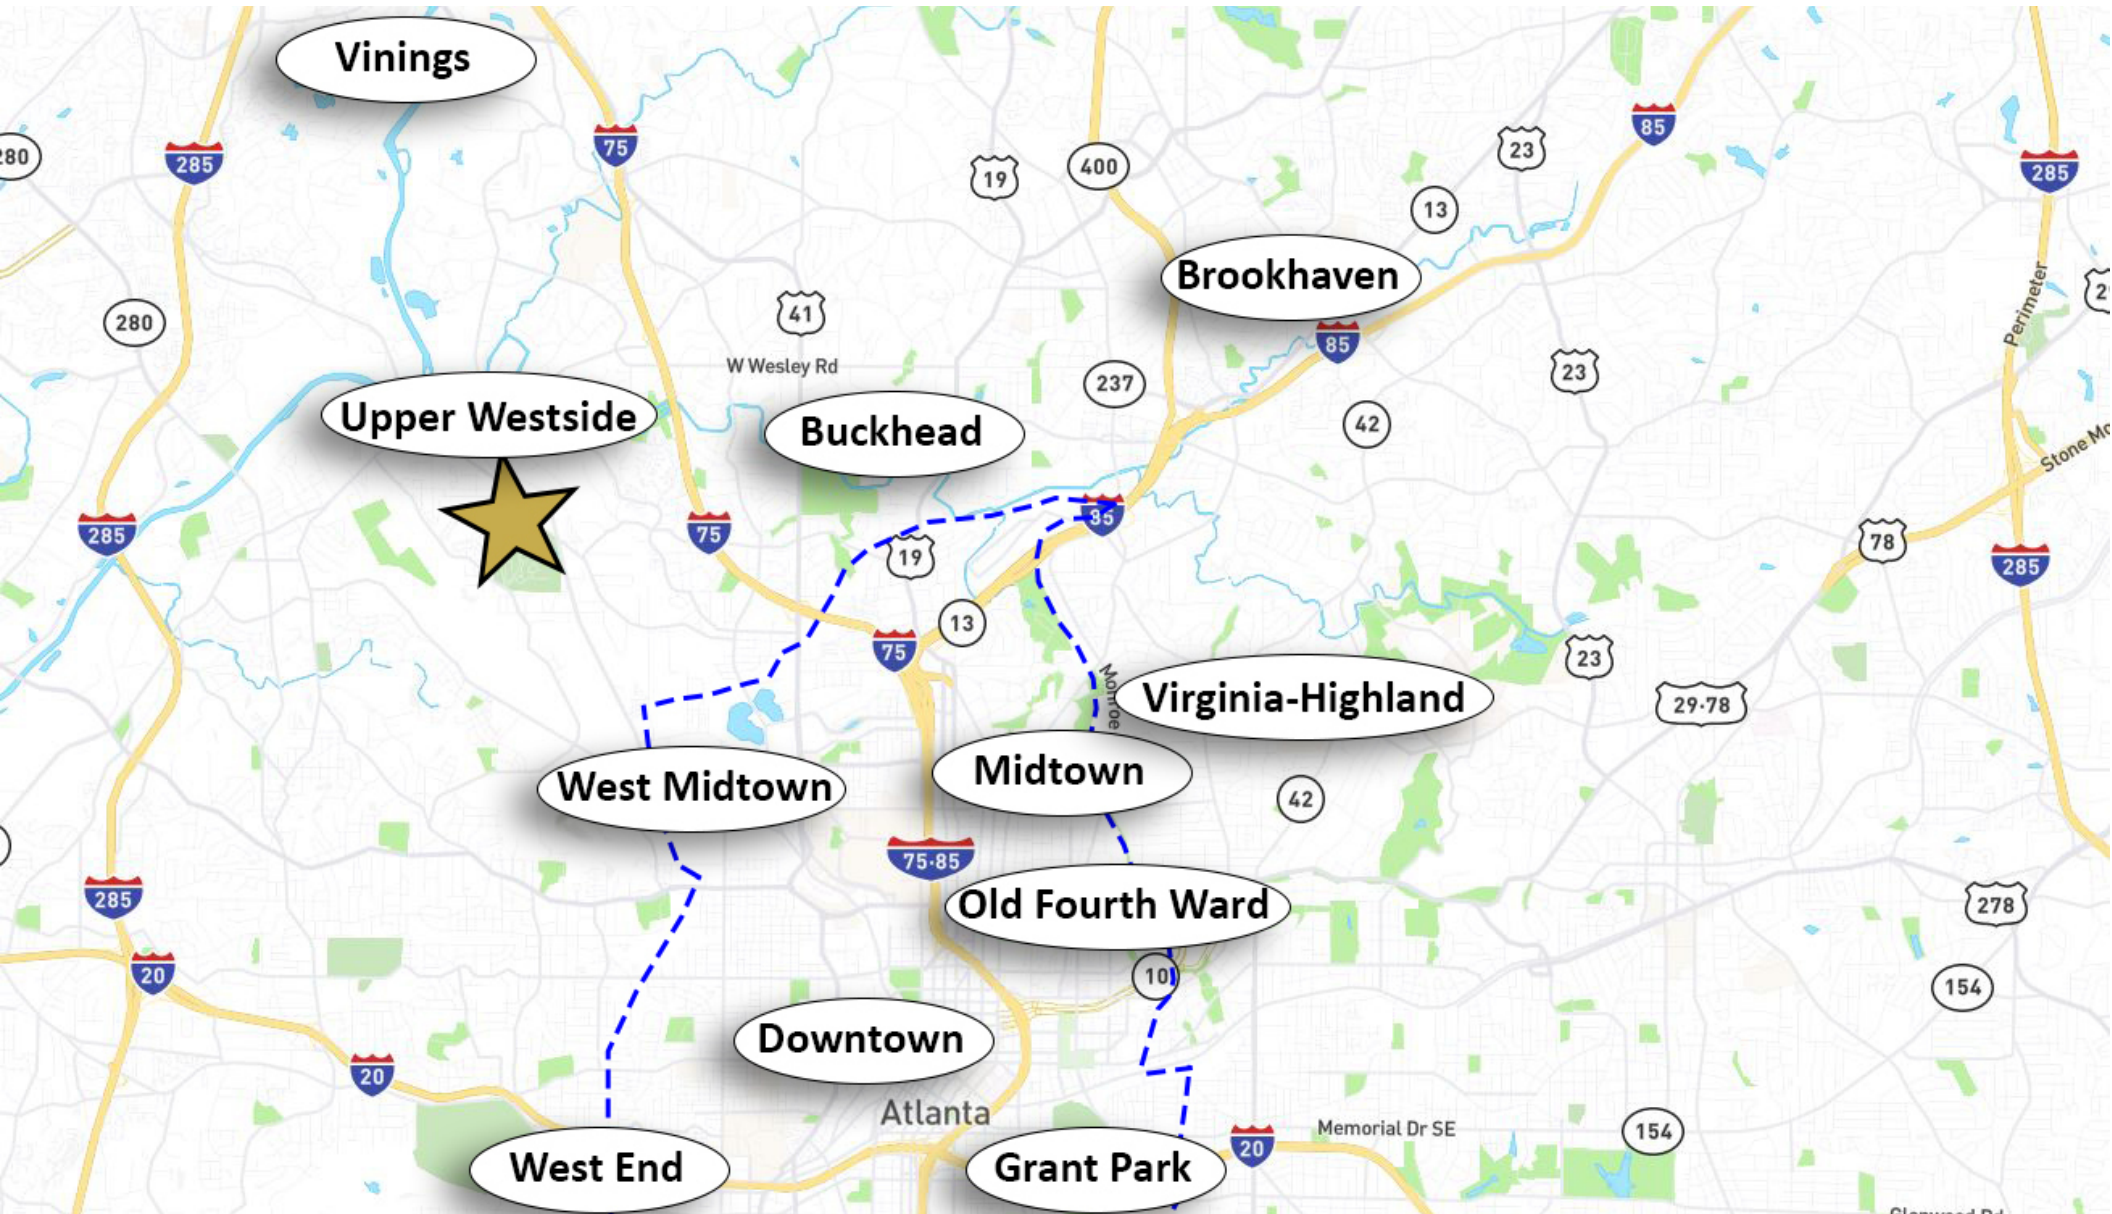 Vinings
285
75
280
400
19
23
85
13
285
Brookhaven
280
41
Perimeter
W Wesley Rd
237
85
23
Upper Westside
Buckhead
42
Stone Mo
285
75
85
19
78
285
13
75
23
Monroe
Virginia-Highland
29·78
West Midtown
Midtown
42
75·85
285
Old Fourth Ward
278
20
10
154
Downtown
20
Atlanta
Memorial Dr SE
154
West End
Grant Park
20